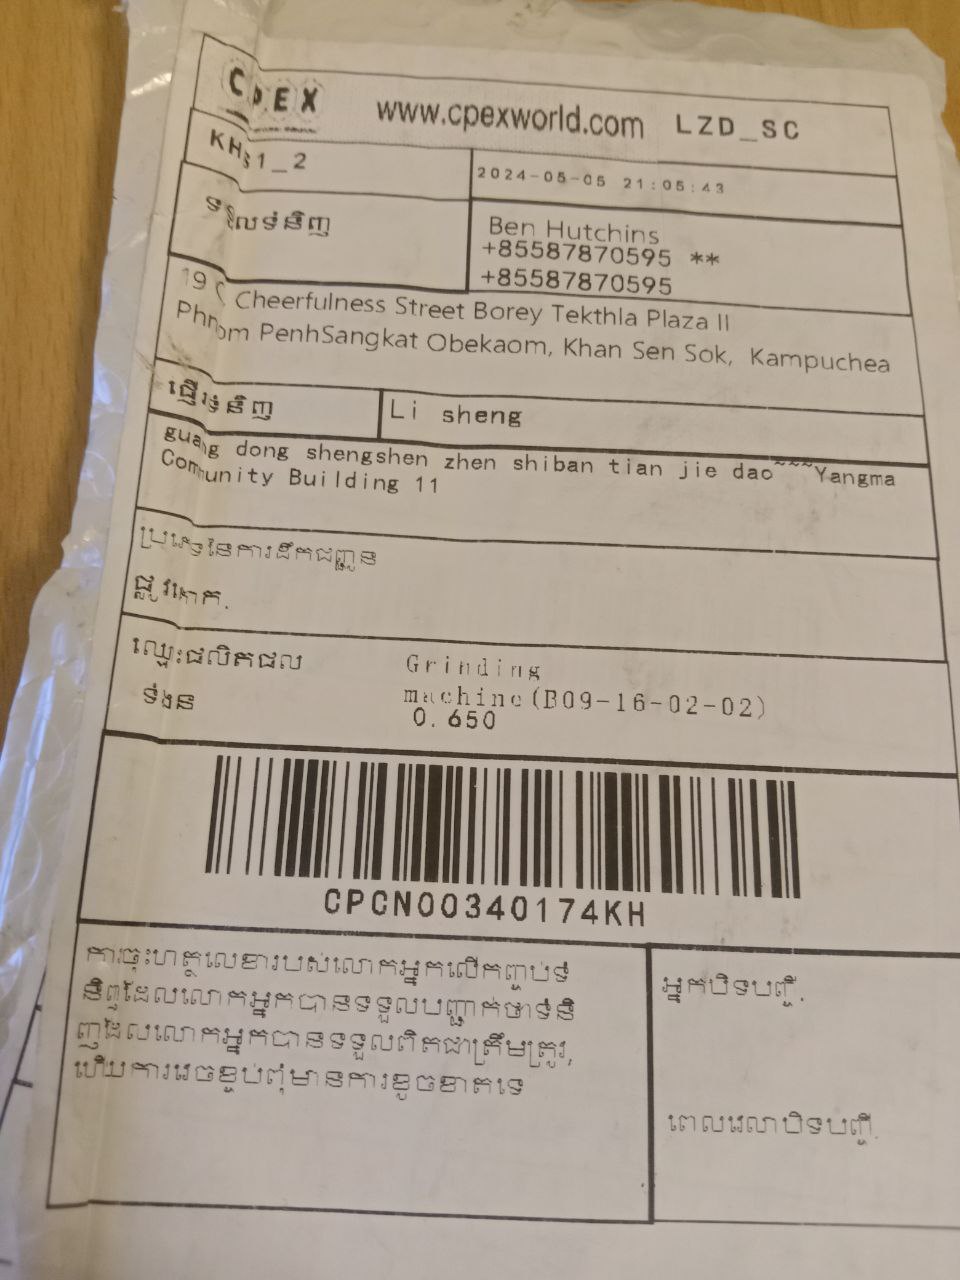 CPEX www.cpexworld.com LZD_SC
KH31_2
2024-05-05 21:05:43
ទទួលទំនិញ
Ben Hutchins
+85587870595 **
+85587870595
19 Cheerfulness Street Borey Tekthla Plaza II
Phnom PenhSangkat Obekaom, Khan Sen Sok, Kampuchea
ផ្ញើរទំនិញ
Li sheng
guang dong shengshen zhen shiban tian jie dao~~~Yangma
Community Building 11
ប្រភេទនៃការដឹកជញ្ជូន
ផ្លូវគោក.
ឈ្មោះផលិតផល Grinding
machine(B09-16-02-02)
ទំងន 0.650
CPCN00340174KH
ការចុះហត្ថលេខារបស់លោកអ្នកលើកញ្ចប់ទំ
និញដែលលោកអ្នកបានទទួលបញ្ជាក់ថាទំនិ
ញដែលលោកអ្នកបានទទួលពិតជាត្រឹមត្រូវ,
ហើយការវេចខ្ចប់ពុំមានការខូចខាតទេ
អ្នកបិទបញ្ជី.
ពេលវេលាបិទបញ្ជី.